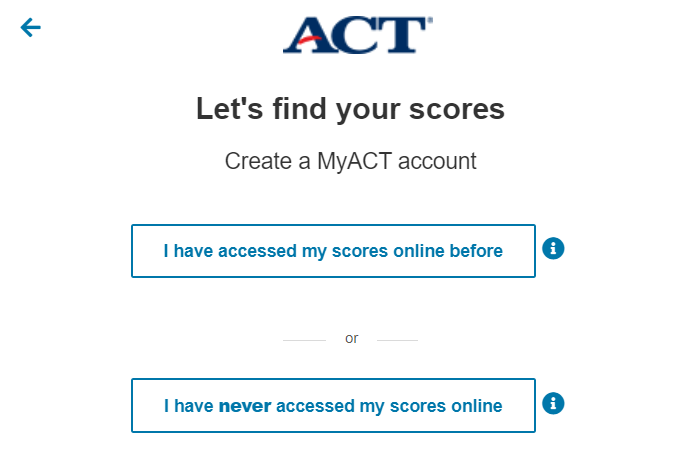 ACT®
Let's find your scores
Create a MyACT account
I have accessed my scores online before
or
I have never accessed my scores online